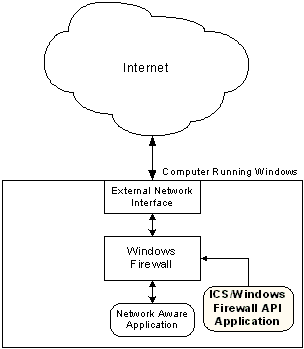 Internet
Computer Running Windows
External Network
Interface
Windows
Firewall
Network Aware
Application
ICS/Windows
Firewall API
Application